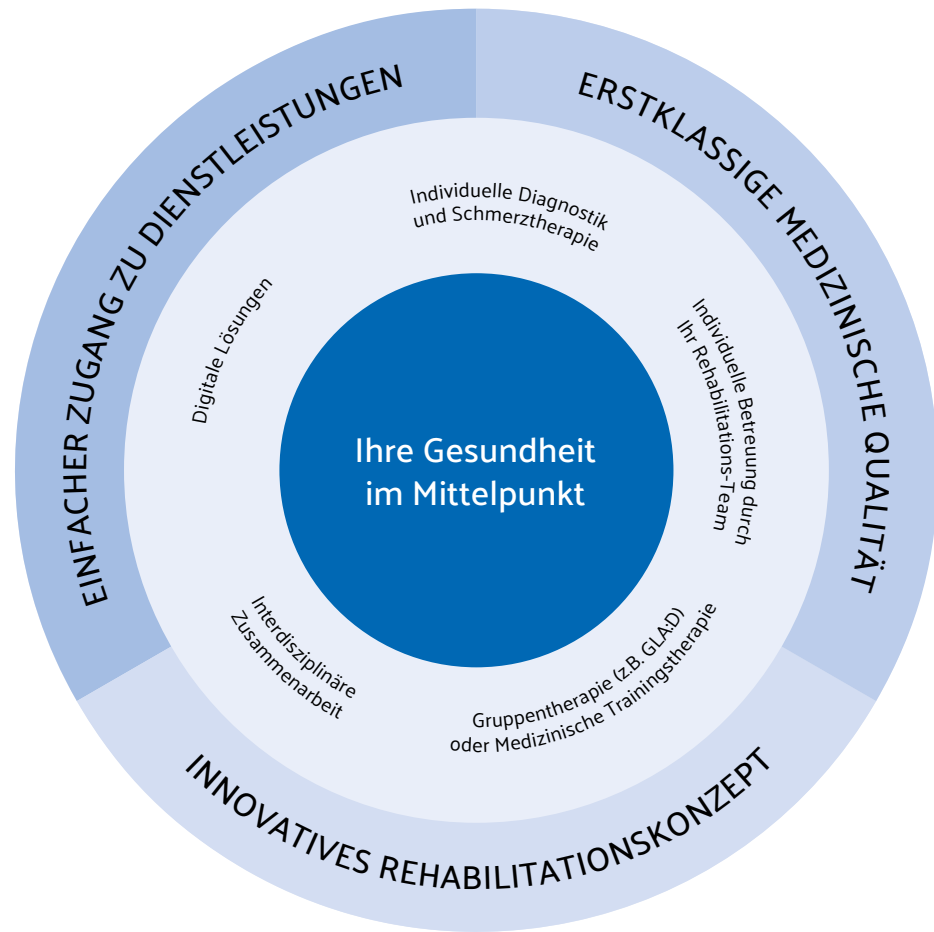 EINFACHER ZUGANG ZU DIENSTLEISTUNGEN
ERSTKLASSIGE MEDIZINISCHE QUALITÄT
INNOVATIVES REHABILITATIONSKONZEPT
Individuelle Diagnostik
und Schmerztherapie
Individuelle Betreuung durch
Ihr Rehabilitations-Team
Gruppentherapie (z.B. GLA:D)
oder Medizinische Trainingstherapie
Interdisziplinäre
Zusammenarbeit
Digitale Lösungen
Ihre Gesundheit
im Mittelpunkt